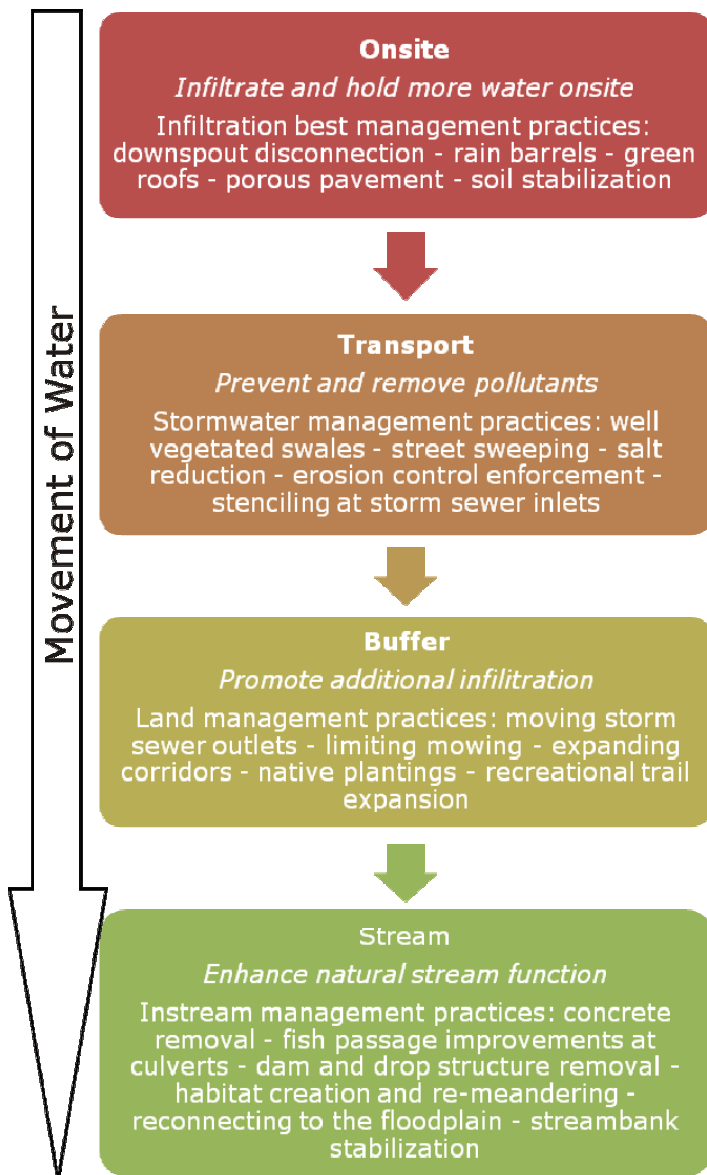 Movement of Water
Onsite
Infiltrate and hold more water onsite
Infiltration best management practices:
downspout disconnection - rain barrels - green
roofs - porous pavement - soil stabilization
Transport
Prevent and remove pollutants
Stormwater management practices: well
vegetated swales - street sweeping - salt
reduction - erosion control enforcement -
stenciling at storm sewer inlets
Buffer
Promote additional infilitration
Land management practices: moving storm
sewer outlets - limiting mowing - expanding
corridors - native plantings - recreational trail
expansion
Stream
Enhance natural stream function
Instream management practices: concrete
removal - fish passage improvements at
culverts - dam and drop structure removal -
habitat creation and re-meandering -
reconnecting to the floodplain - streambank
stabilization